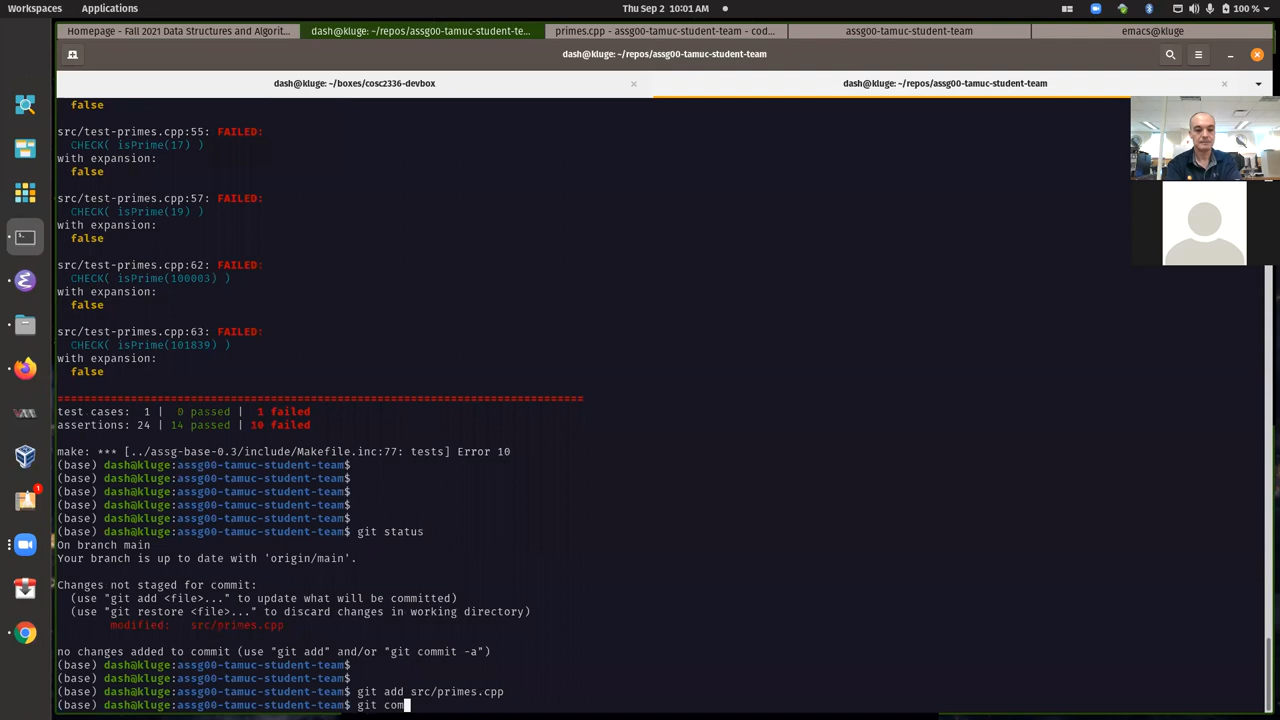 Workspaces
Applications
Thu Sep 2 10:01 AM
100 %
Homepage - Fall 2021 Data Structures and Algorit...
dash@kluge: ~/repos/assg00-tamuc-student-te...
primes.cpp - assg00-tamuc-student-team - cod...
assg00-tamuc-student-team
emacs@kluge
dash@kluge: ~/repos/assg00-tamuc-student-team
dash@kluge: ~/boxes/cosc2336-devbox
dash@kluge: ~/repos/assg00-tamuc-student-team
false
src/test-primes.cpp:55: FAILED:
CHECK( isPrime(17) )
with expansion:
false
src/test-primes.cpp:57: FAILED:
CHECK( isPrime(19) )
with expansion:
false
src/test-primes.cpp:62: FAILED:
CHECK( isPrime(100003) )
with expansion:
false
src/test-primes.cpp:63: FAILED:
CHECK( isPrime(101839) )
with expansion:
false
===============================================================================
test cases:  1 |  0 passed |  1 failed
assertions: 24 | 14 passed | 10 failed
make: *** [../assg-base-0.3/include/Makefile.inc:77: tests] Error 10
(base) dash@kluge:assg00-tamuc-student-team$
(base) dash@kluge:assg00-tamuc-student-team$
(base) dash@kluge:assg00-tamuc-student-team$
(base) dash@kluge:assg00-tamuc-student-team$
(base) dash@kluge:assg00-tamuc-student-team$
(base) dash@kluge:assg00-tamuc-student-team$ git status
On branch main
Your branch is up to date with 'origin/main'.
Changes not staged for commit:
(use "git add <file>..." to update what will be committed)
(use "git restore <file>..." to discard changes in working directory)
modified:   src/primes.cpp
no changes added to commit (use "git add" and/or "git commit -a")
(base) dash@kluge:assg00-tamuc-student-team$
(base) dash@kluge:assg00-tamuc-student-team$
(base) dash@kluge:assg00-tamuc-student-team$ git add src/primes.cpp
(base) dash@kluge:assg00-tamuc-student-team$ git com